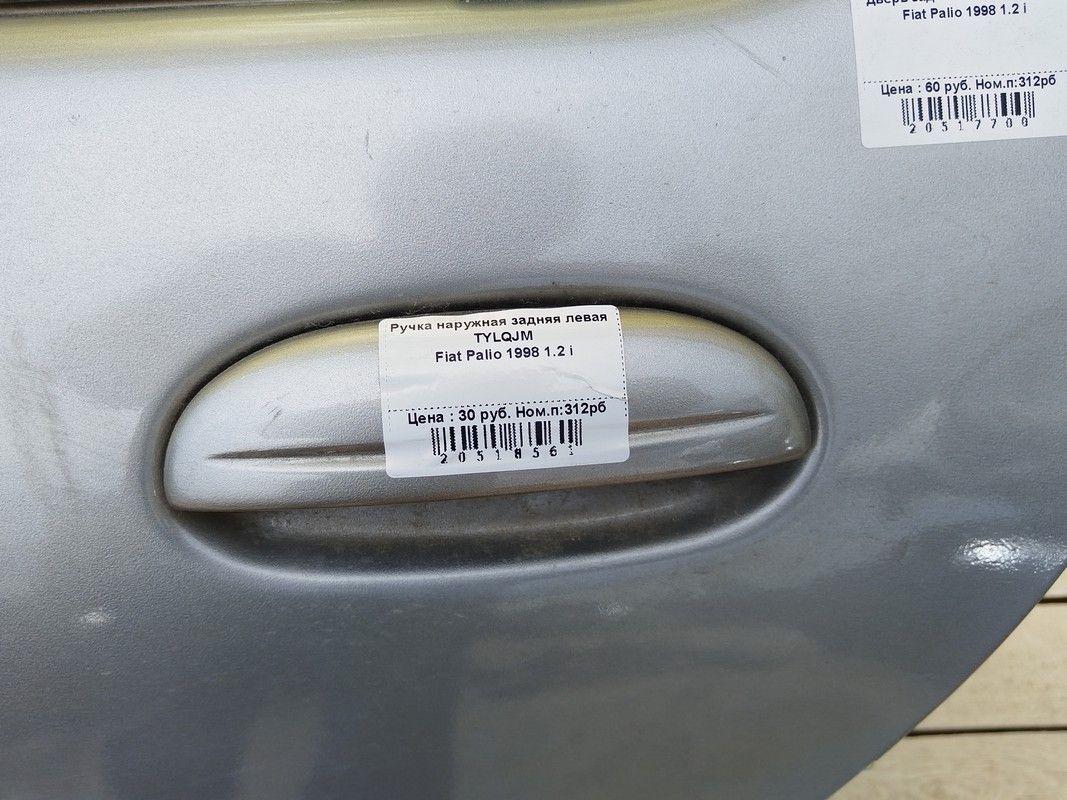 Fiat Palio 1998 1.2 i
Цена : 60 руб. Ном.п:312рб
20517700
Ручка наружная задняя левая
TYLQJM
Fiat Palio 1998 1.2 i
Цена : 30 руб. Ном.п:312рб
20518561